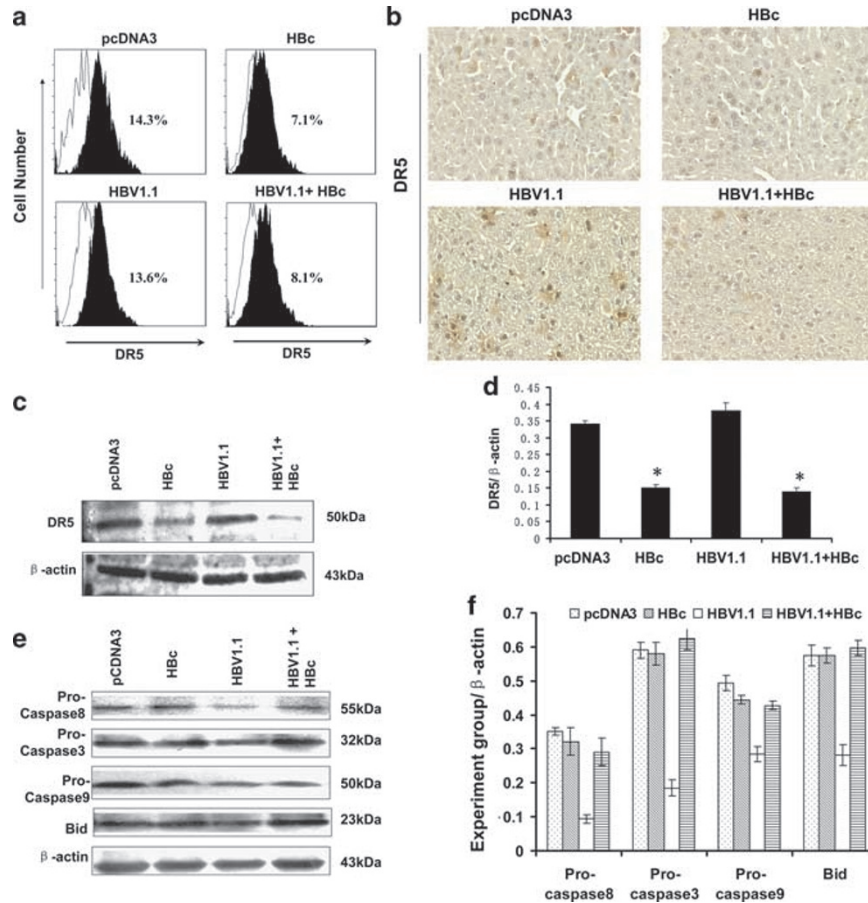 a
pcDNA3
HBc
14.3%
7.1%
HBV1.1
HBV1.1+ HBc
13.6%
8.1%
Cell Number
DR5
DR5
b
pcDNA3
HBc
HBV1.1
HBV1.1+HBc
DR5
c
pcDNA3
HBc
HBV1.1
HBV1.1+
HBc
DR5
50kDa
β-actin
43kDa
d
0.4
0.35
0.3
0.25
0.2
0.15
0.1
0.05
0
DR5/β-actin
*
*
pcDNA3
HBc
HBV1.1
HBV1.1+HBc
e
pCDNA3
HBc
HBV1.1
HBV1.1+
HBc
Pro-
Caspase8
55kDa
Pro-
Caspase3
32kDa
Pro-
Caspase9
50kDa
Bid
23kDa
β-actin
43kDa
f
pcDNA3
HBc
HBV1.1
HBV1.1+HBc
0.7
0.6
0.5
0.4
0.3
0.2
0.1
0
Experiment group/β-actin
Pro-
caspase8
Pro-
caspase3
Pro-
caspase9
Bid